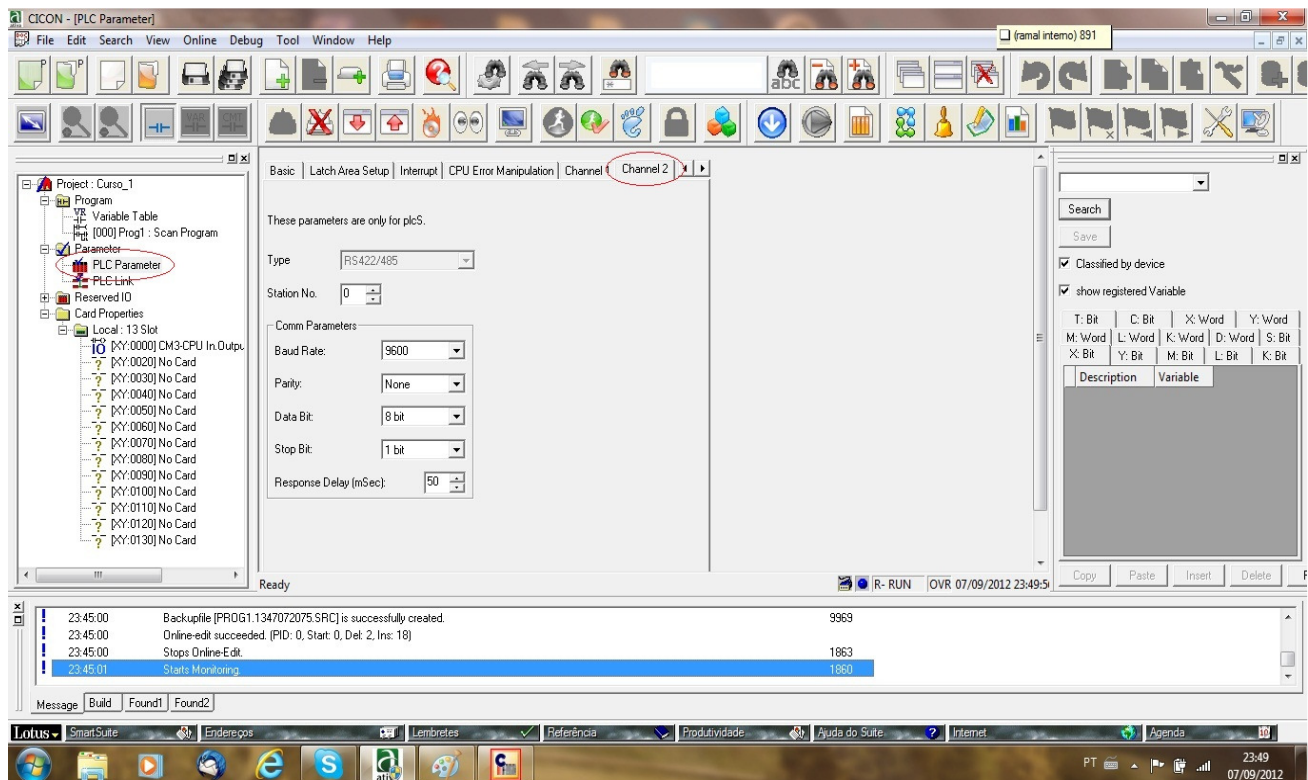 CICON - [PLC Parameter]
(ramal interno) 891
File Edit Search View Online Debug Tool Window Help
Project : Curso_1
Program
Variable Table
[000] Prog1 : Scan Program
Parameter
PLC Parameter
PLC Link
Reserved IO
Card Properties
Local : 13 Slot
[XY:0000] CM3-CPU In.Outpu
[XY:0020] No Card
[XY:0030] No Card
[XY:0040] No Card
[XY:0050] No Card
[XY:0060] No Card
[XY:0070] No Card
[XY:0080] No Card
[XY:0090] No Card
[XY:0100] No Card
[XY:0110] No Card
[XY:0120] No Card
[XY:0130] No Card
Basic Latch Area Setup Interrupt CPU Error Manipulation Channel 1 Channel 2
These parameters are only for plcS.
Type RS422/485
Station No. 0
Comm Parameters
Baud Rate: 9600
Parity: None
Data Bit: 8 bit
Stop Bit: 1 bit
Response Delay (mSec): 50
Search
Save
Classified by device
show registered Variable
T: Bit C: Bit X: Word Y: Word
M: Word L: Word K: Word D: Word S: Bit
X: Bit Y: Bit M: Bit L: Bit K: Bit
Description Variable
Copy Paste Insert Delete
Ready R- RUN OVR 07/09/2012 23:49:5
23:45:00 Backupfile [PROG1.1347072075.SRC] is successfully created. 9969
23:45:00 Online-edit succeeded. (PID: 0, Start: 0, Del: 2, Ins: 18)
23:45:00 Stops Online-Edit. 1863
23:45:01 Starts Monitoring. 1860
Message Build Found1 Found2
Lotus SmartSuite Endereços Lembretes Referência Produtividade Ajuda do Suite Internet Agenda 10
PT 23:49
07/09/2012